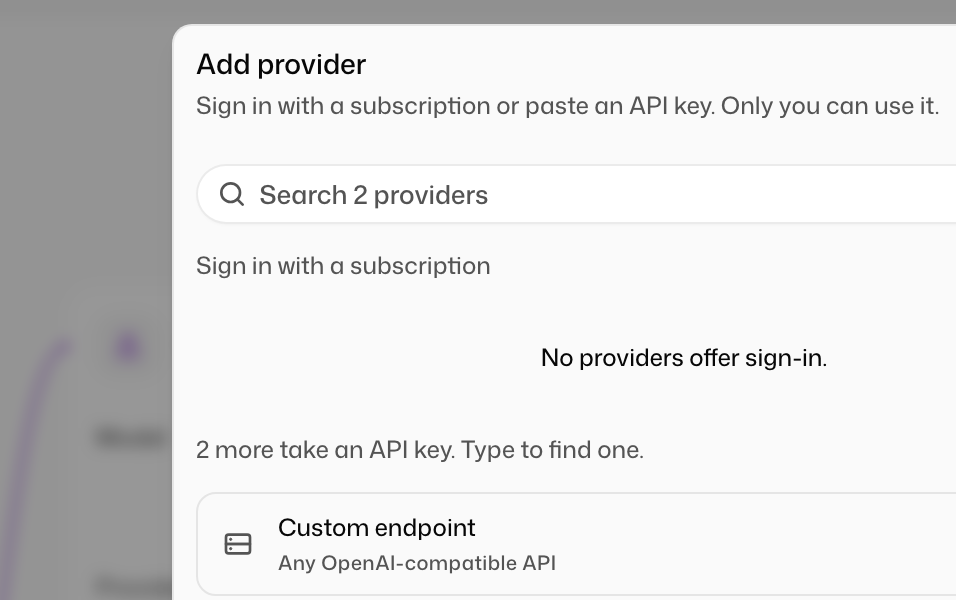 Add provider
Sign in with a subscription or paste an API key. Only you can use it.
Search 2 providers
Sign in with a subscription
No providers offer sign-in.
2 more take an API key. Type to find one.
Custom endpoint
Any OpenAI-compatible API